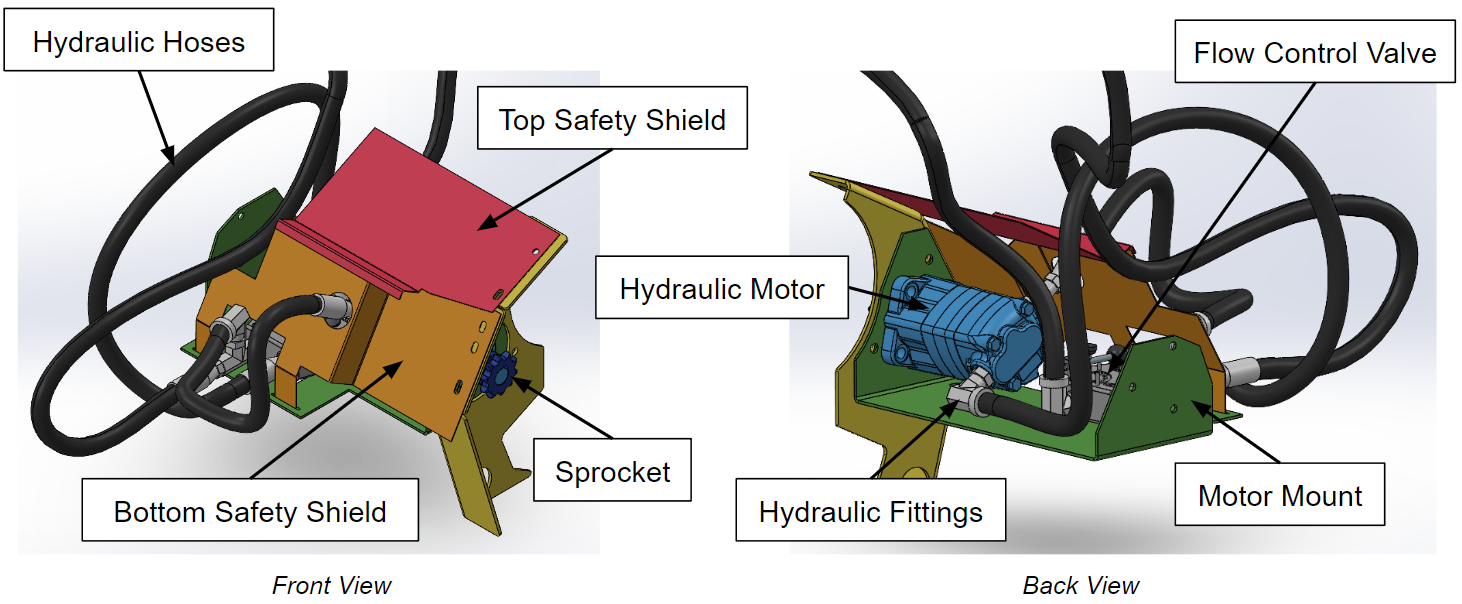 Hydraulic Hoses
Top Safety Shield
Bottom Safety Shield
Sprocket
Front View
Flow Control Valve
Hydraulic Motor
Hydraulic Fittings
Motor Mount
Back View